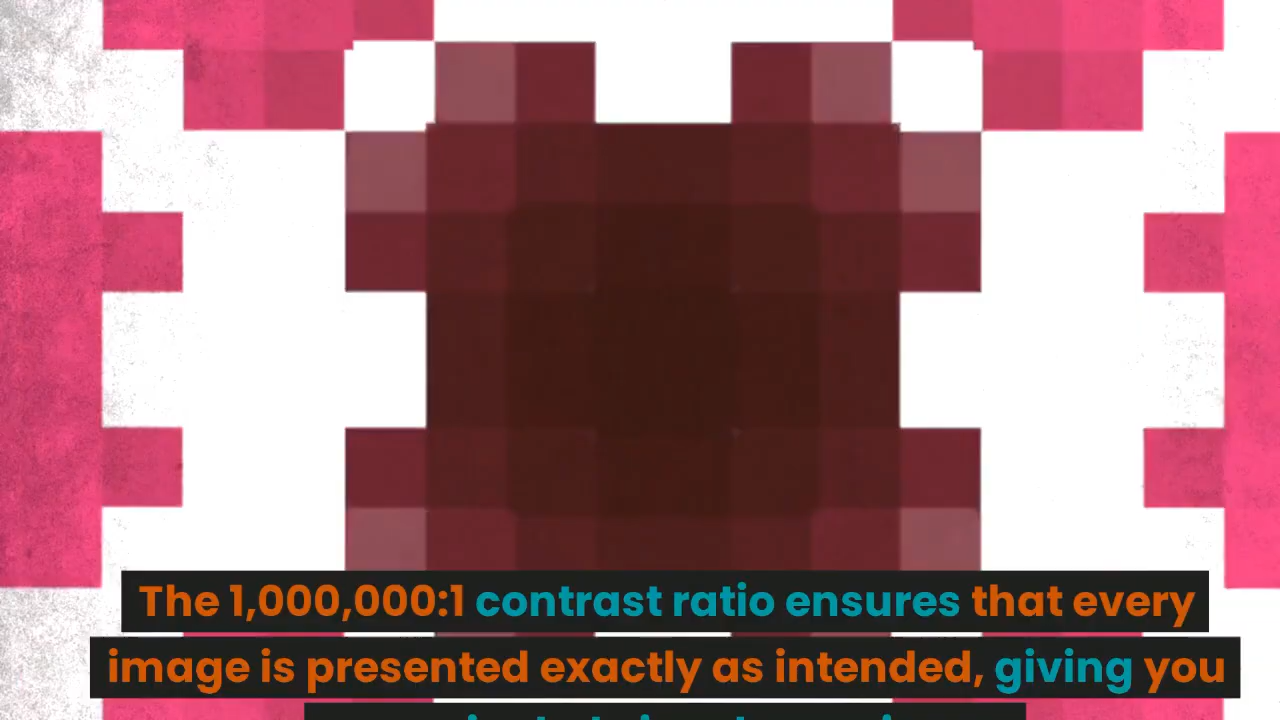 The 1,000,000:1 contrast ratio ensures that every
image is presented exactly as intended, giving you